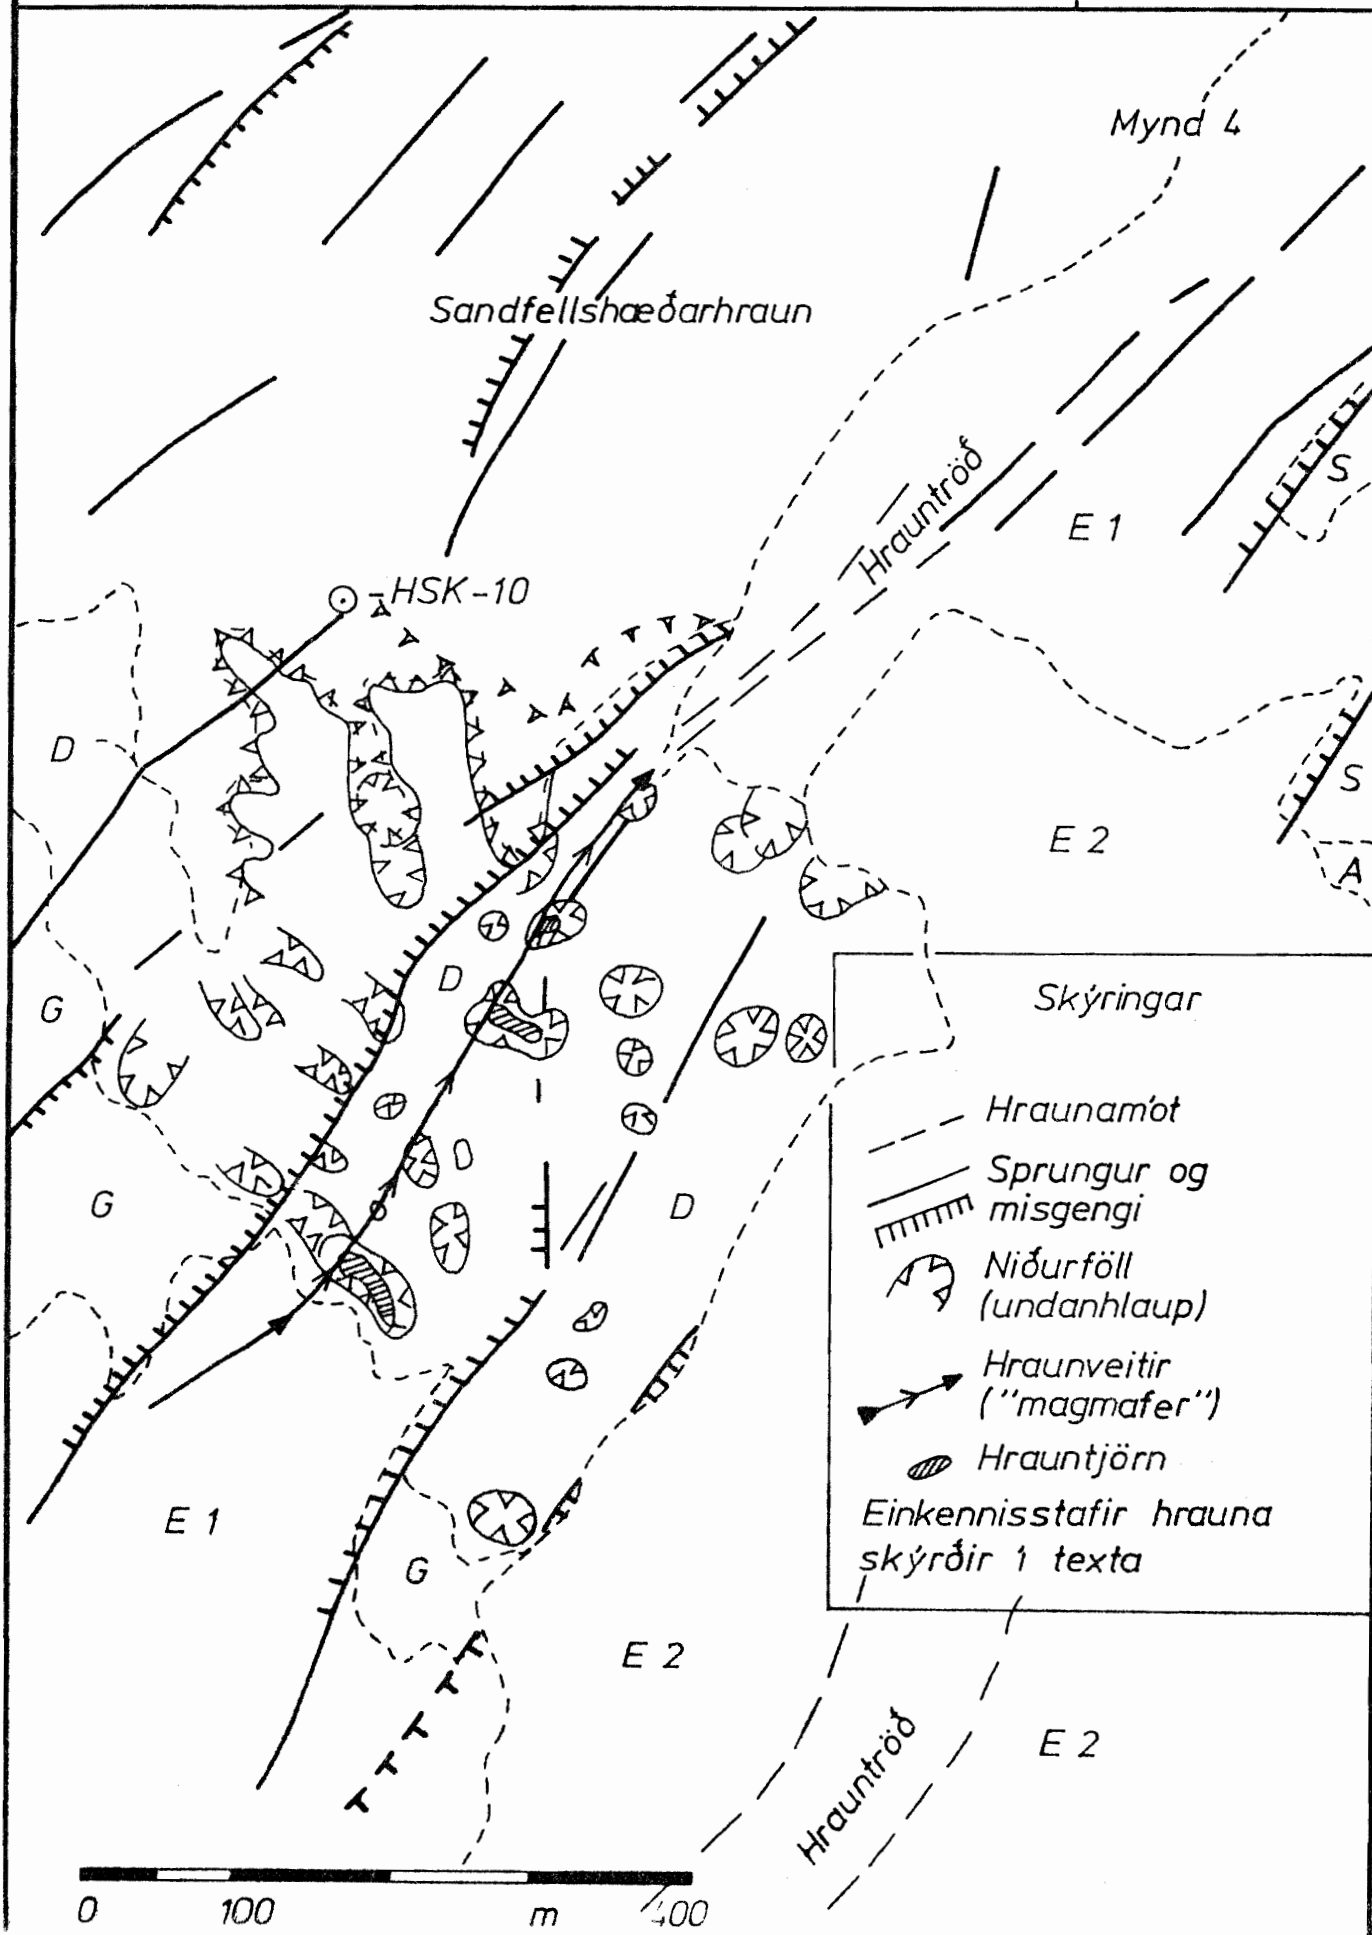 Mynd 4
Sandfellshæðarhraun
Hrauntröð
S
E 1
HSK-10
D
S
E 2
A
D
G
Skýringar
Hraunamót
Sprungur og
misgengi
Niðurföll
(undanhlaup)
Hraunveitir
("magmafer")
Hrauntjörn
Einkennisstafir hrauna
skýrðir í texta
G
D
E 1
G
E 2
Hrauntröð
E 2
0 100 m 400